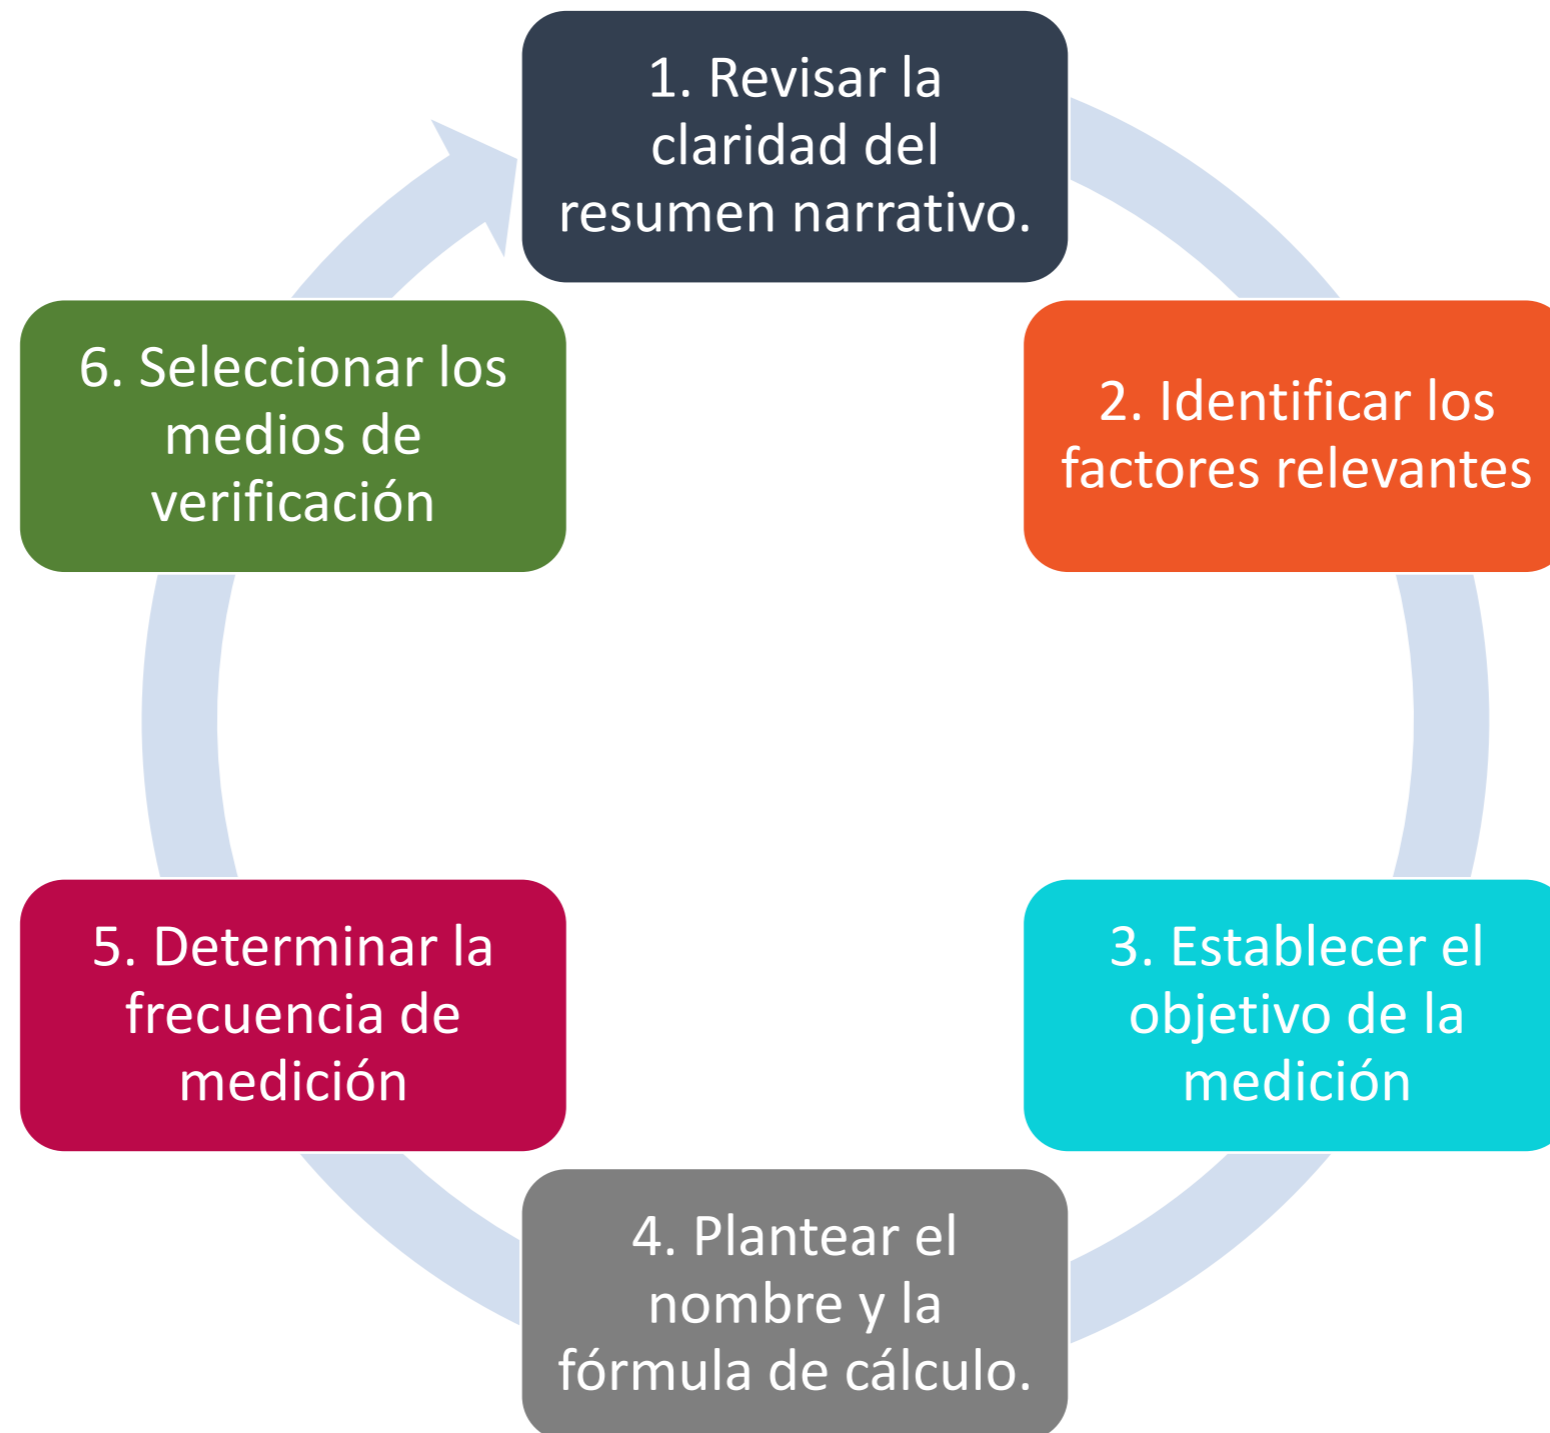 1. Revisar la
claridad del
resumen narrativo.
2. Identificar los
factores relevantes
3. Establecer el
objetivo de la
medición
4. Plantear el
nombre y la
fórmula de cálculo.
5. Determinar la
frecuencia de
medición
6. Seleccionar los
medios de
verificación